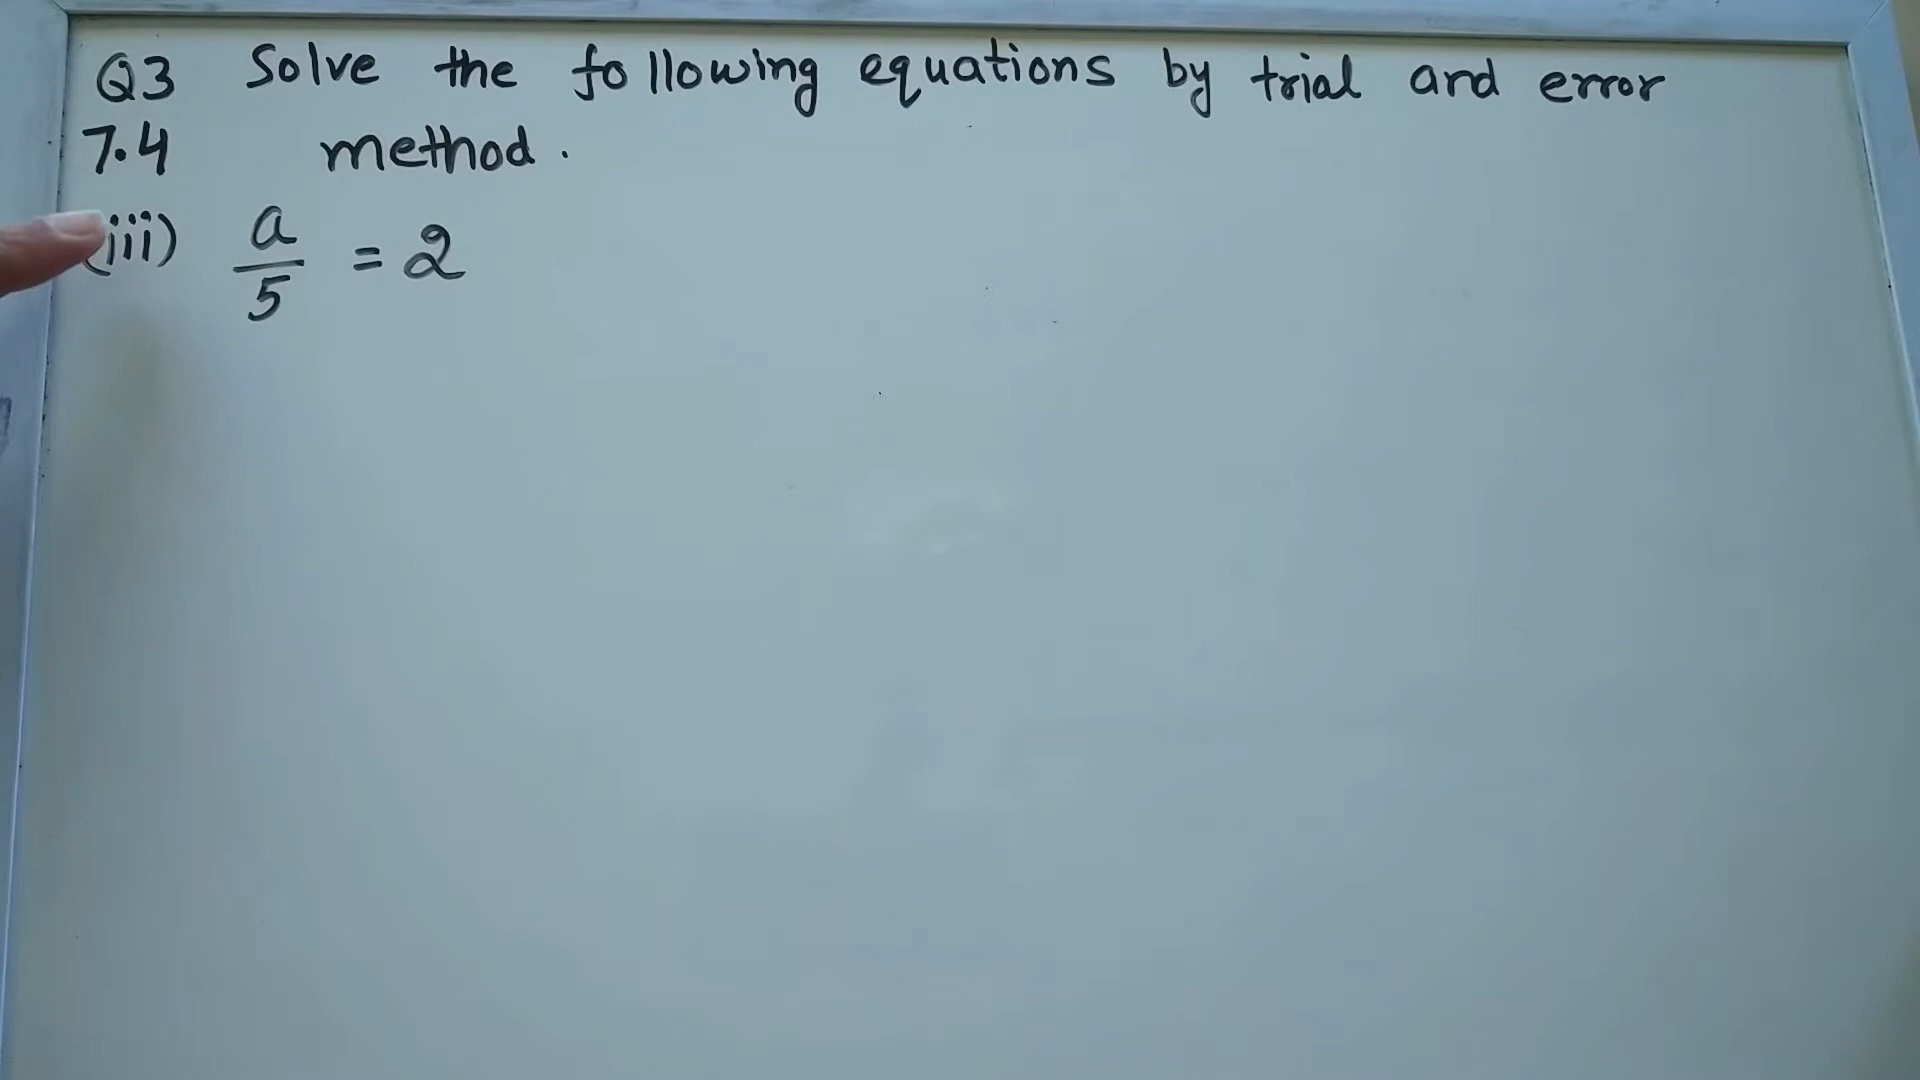 Q3 Solve the following equations by trial and error
7.4 method.
(iii) a/5 = 2